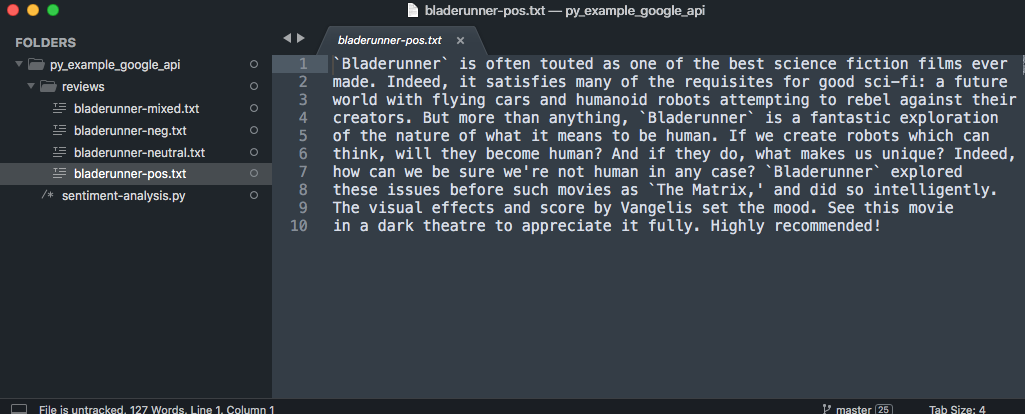 bladerunner-pos.txt — py_example_google_api
FOLDERS
py_example_google_api
reviews
bladerunner-mixed.txt
bladerunner-neg.txt
bladerunner-neutral.txt
bladerunner-pos.txt
/* sentiment-analysis.py
bladerunner-pos.txt ×
1 `Bladerunner` is often touted as one of the best science fiction films ever
2 made. Indeed, it satisfies many of the requisites for good sci-fi: a future
3 world with flying cars and humanoid robots attempting to rebel against their
4 creators. But more than anything, `Bladerunner` is a fantastic exploration
5 of the nature of what it means to be human. If we create robots which can
6 think, will they become human? And if they do, what makes us unique? Indeed,
7 how can we be sure we're not human in any case? `Bladerunner` explored
8 these issues before such movies as `The Matrix,' and did so intelligently.
9 The visual effects and score by Vangelis set the mood. See this movie
10 in a dark theatre to appreciate it fully. Highly recommended!
File is untracked, 127 Words, Line 1, Column 1
master 25
Tab Size: 4